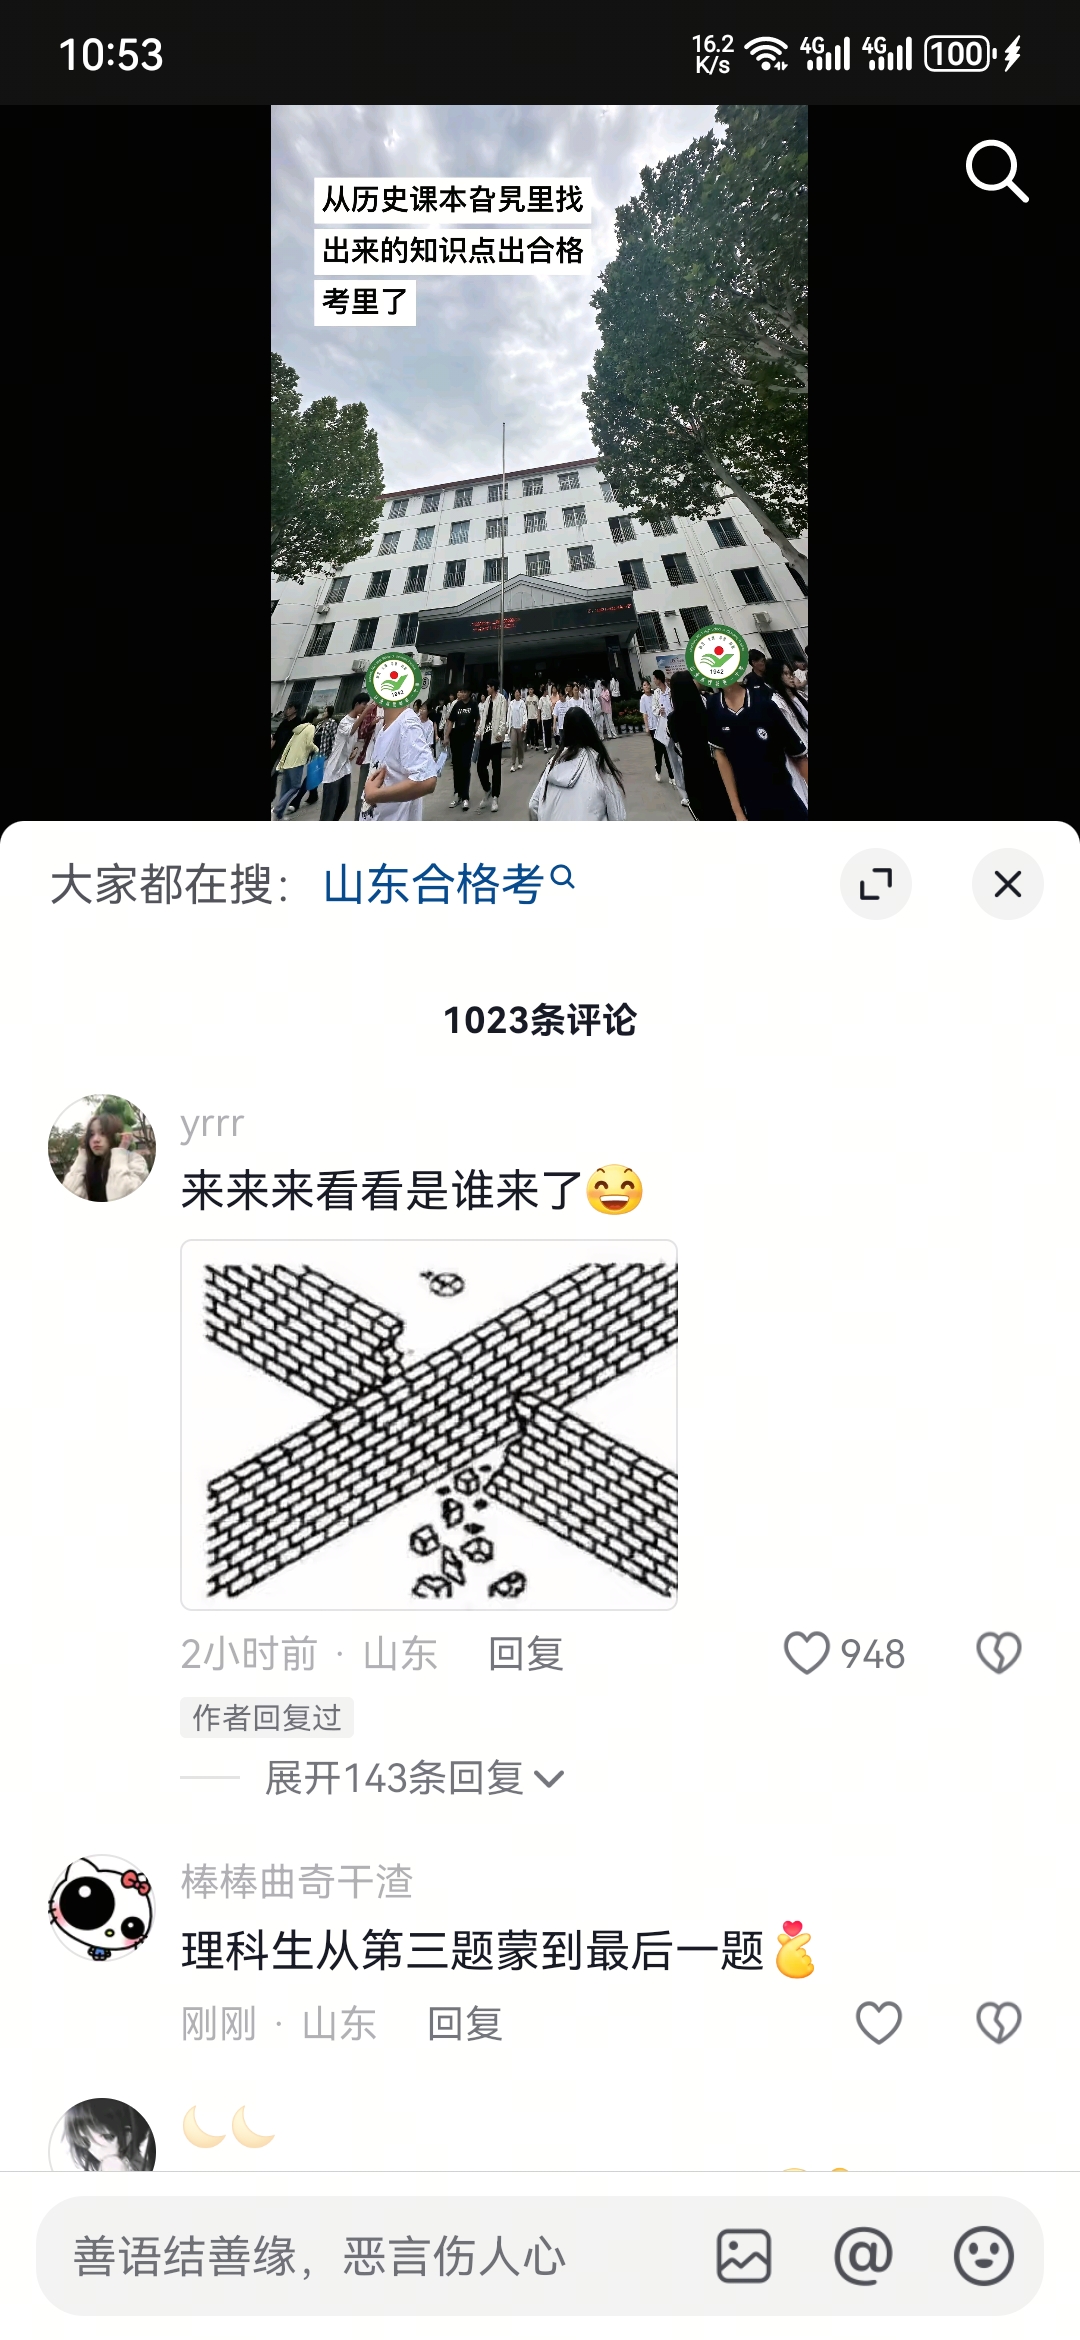 10:53
16.2
K/s
4G
4G
100
从历史课本旮旯里找
出来的知识点出合格
考里了
1942
1942
大家都在搜：山东合格考
1023条评论
yrrr
来来来看看是谁来了😄
2小时前 · 山东 回复
948
作者回复过
展开143条回复
棒棒曲奇干渣
理科生从第三题蒙到最后一题
刚刚 · 山东 回复
🌙🌙
善语结善缘，恶言伤人心
@